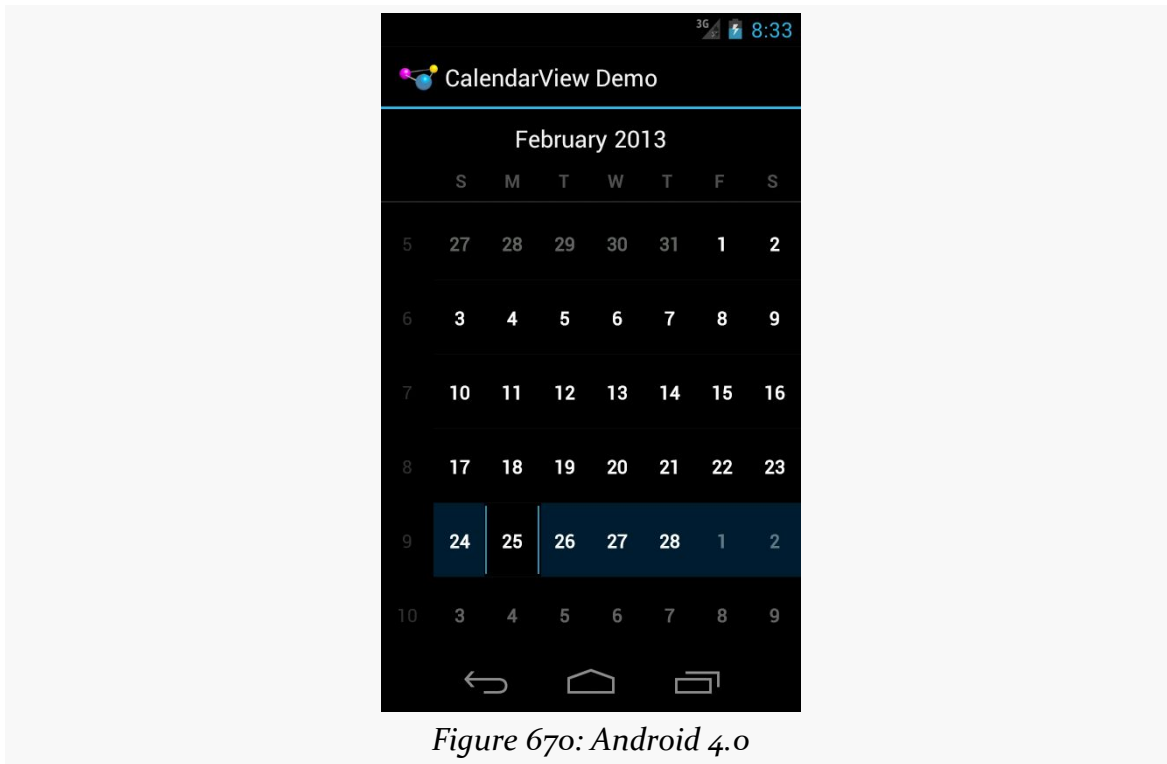 3G 8:33
CalendarView Demo
February 2013
S M T W T F S
5 27 28 29 30 31 1 2
6 3 4 5 6 7 8 9
7 10 11 12 13 14 15 16
8 17 18 19 20 21 22 23
9 24 25 26 27 28 1 2
10 3 4 5 6 7 8 9
Figure 670: Android 4.0